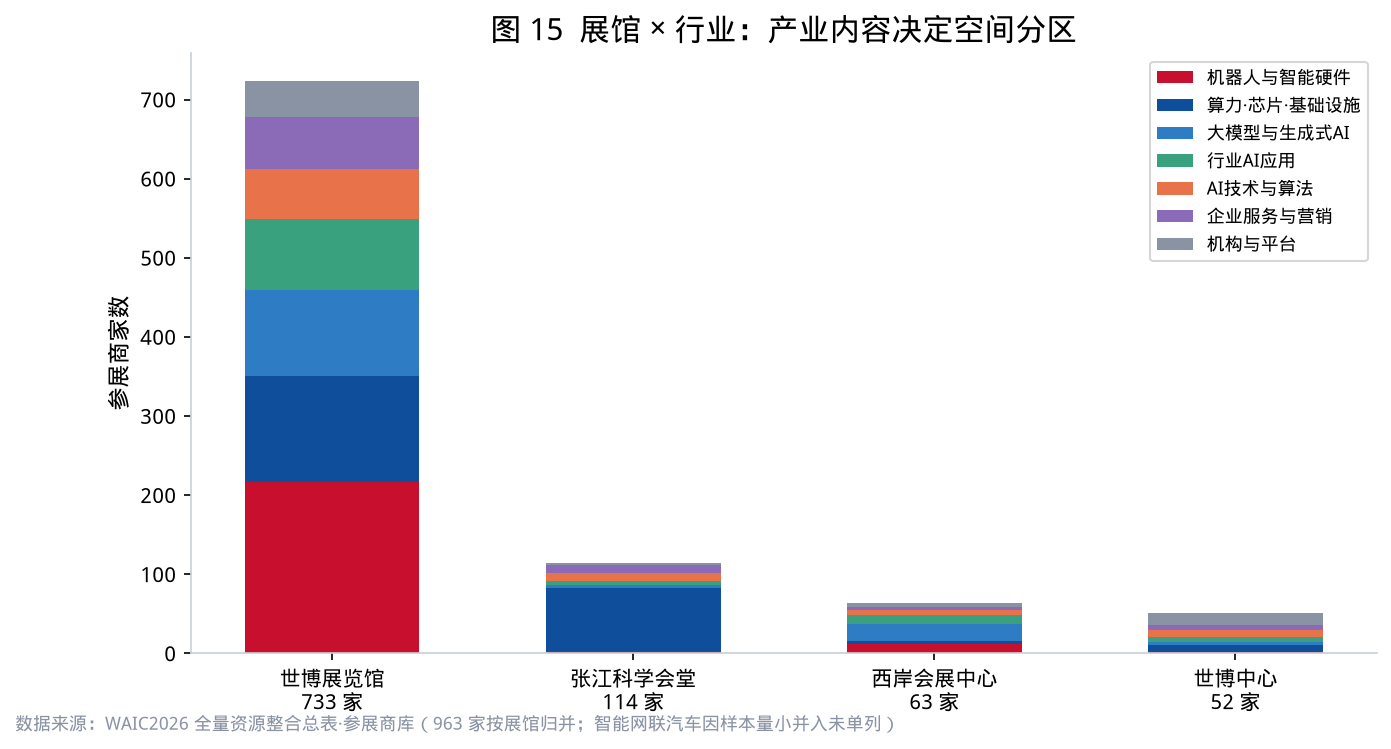 图 15 展馆 × 行业：产业内容决定空间分区
机器人与智能硬件
算力·芯片·基础设施
大模型与生成式AI
行业AI应用
AI技术与算法
企业服务与营销
机构与平台
参展商家数
700
600
500
400
300
200
100
0
世博展览馆
733 家
张江科学会堂
114 家
西岸会展中心
63 家
世博中心
52 家
数据来源：WAIC2026 全量资源整合总表·参展商库（963 家按展馆归并；智能网联汽车因样本量小并入未单列）